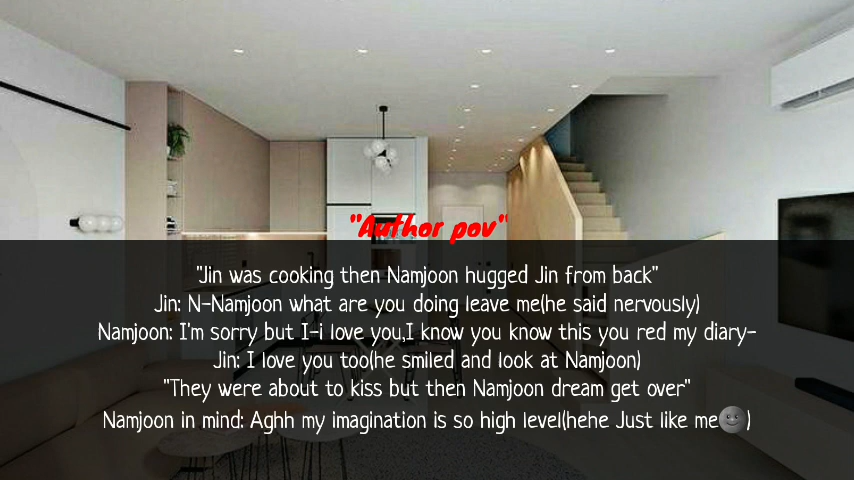 "Author pov"
"Jin was cooking then Namjoon hugged Jin from back"
Jin: N-Namjoon what are you doing leave me(he said nervously)
Namjoon: I'm sorry but I-i love you,I know you know this you red my diary-
Jin: I love you too(he smiled and look at Namjoon)
"They were about to kiss but then Namjoon dream get over"
Namjoon in mind: Aghh my imagination is so high level(hehe Just like me🌚)